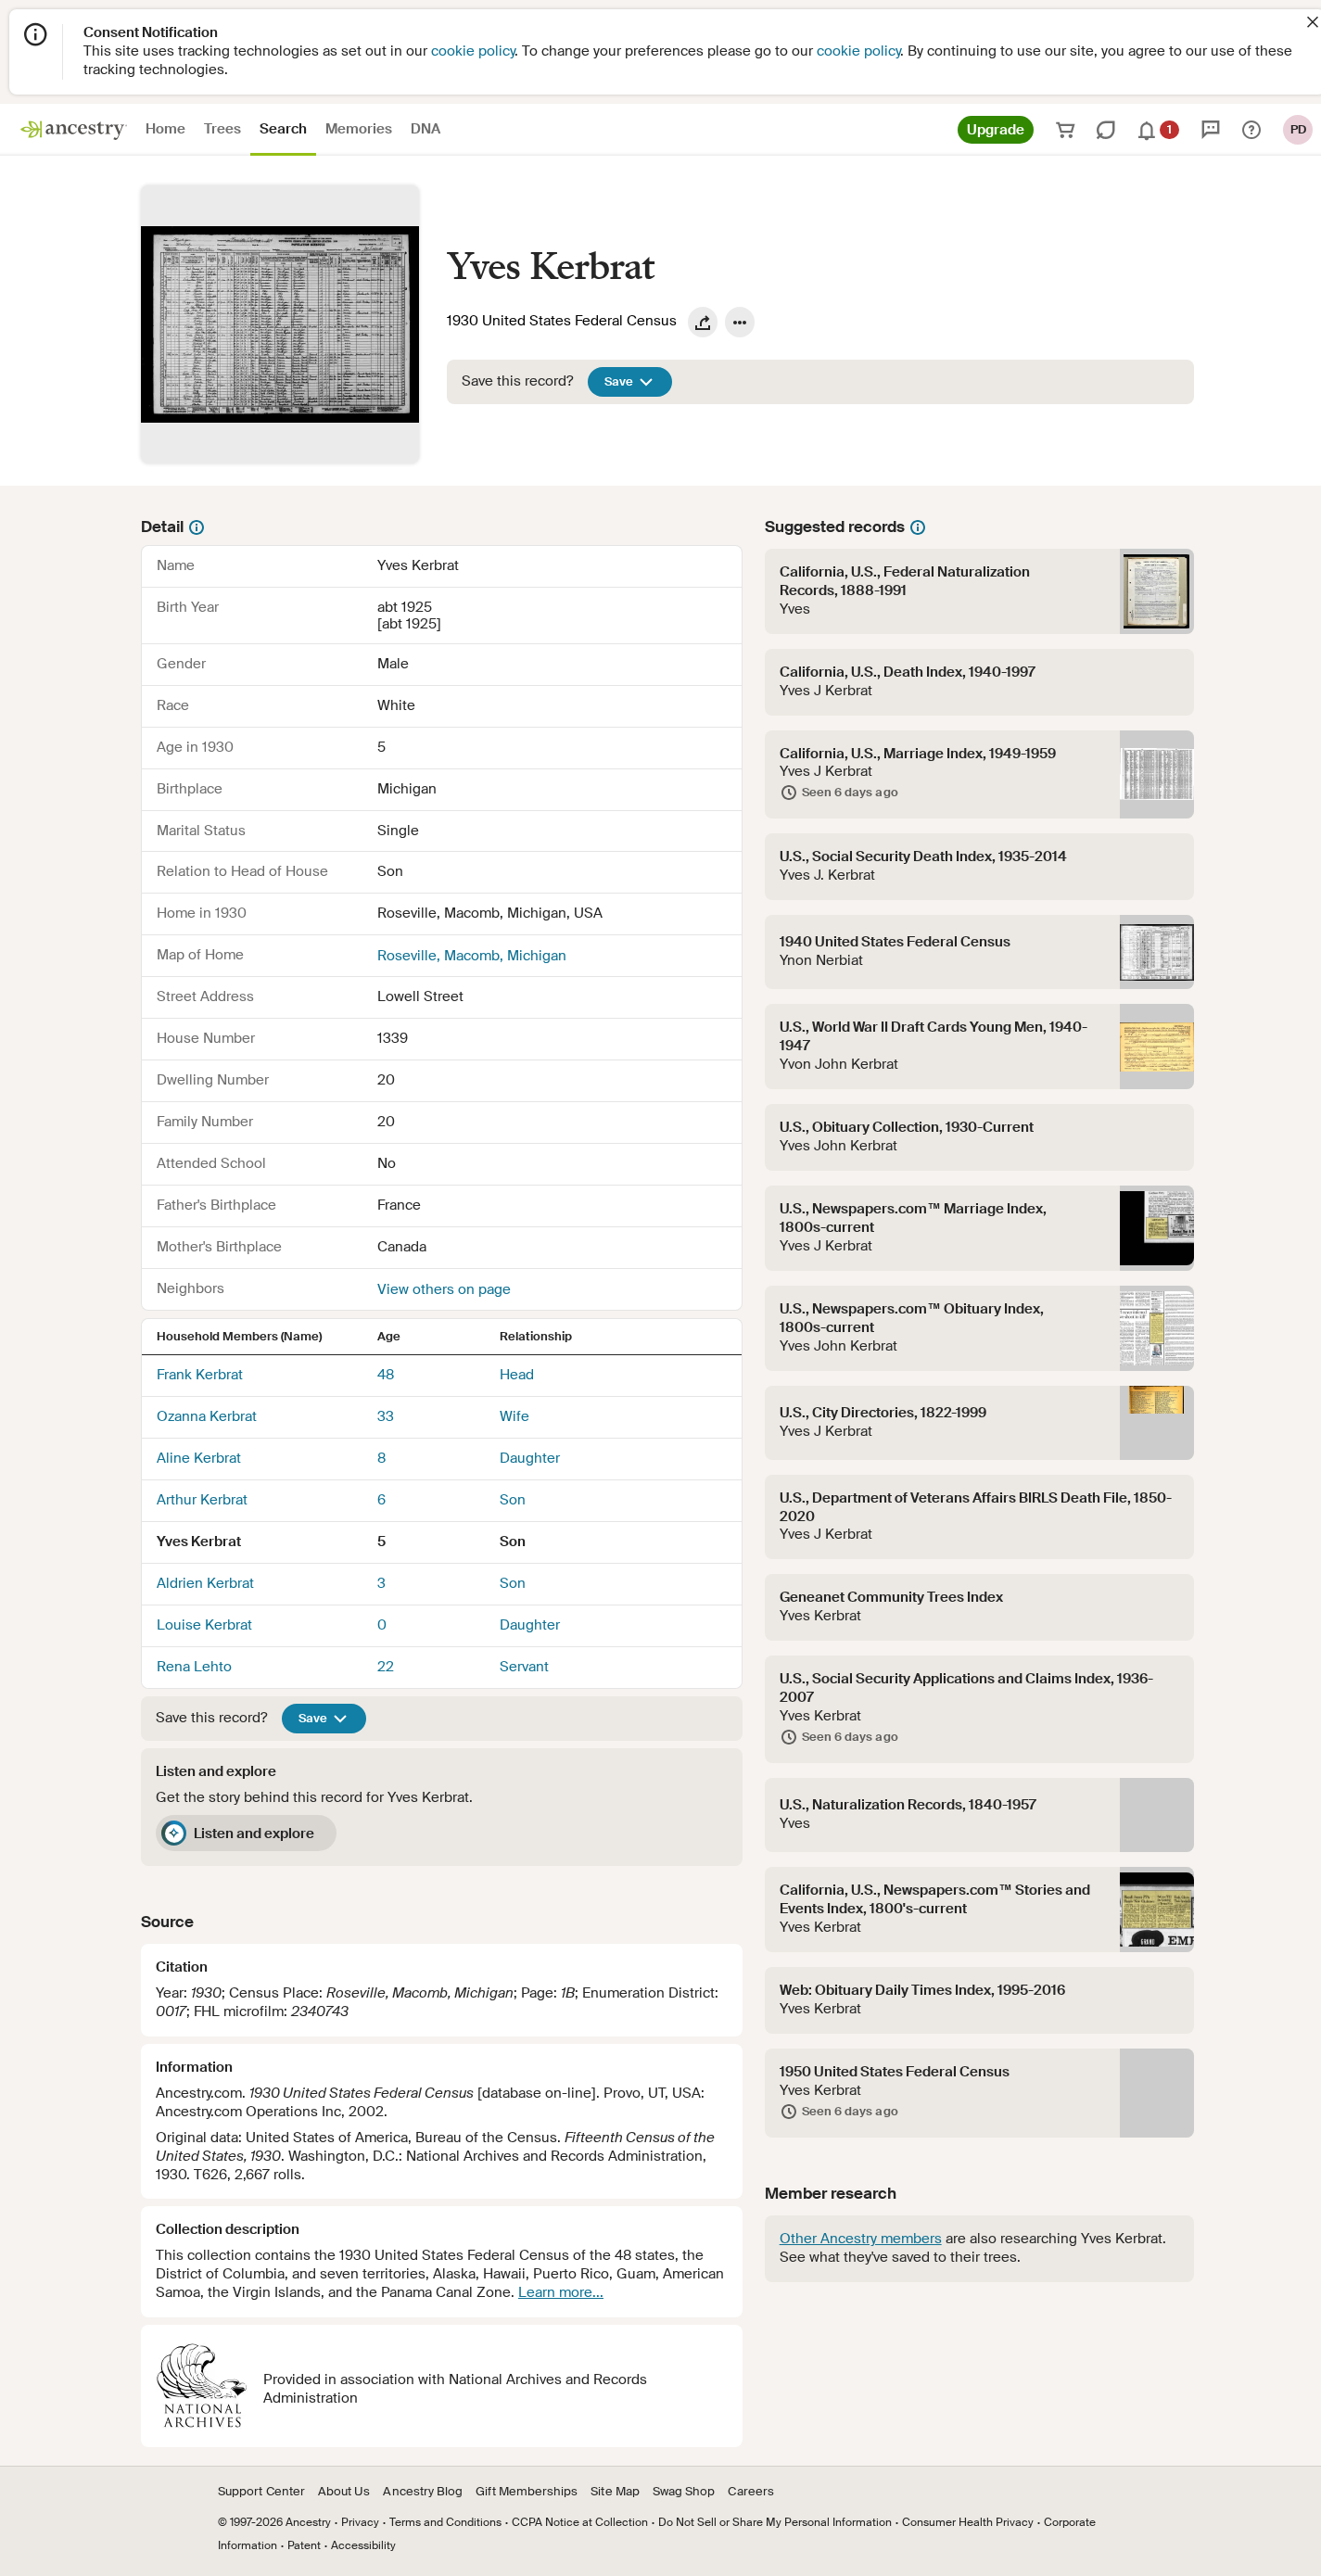 Consent Notification
This site uses tracking technologies as set out in our cookie policy. To change your preferences please go to our cookie policy. By continuing to use our site, you agree to our use of these
tracking technologies.
ancestry Home Trees Search Memories DNA Upgrade 1 PD
Yves Kerbrat
1930 United States Federal Census
Save this record? Save
Detail
Name Yves Kerbrat
Birth Year abt 1925
[abt 1925]
Gender Male
Race White
Age in 1930 5
Birthplace Michigan
Marital Status Single
Relation to Head of House Son
Home in 1930 Roseville, Macomb, Michigan, USA
Map of Home Roseville, Macomb, Michigan
Street Address Lowell Street
House Number 1339
Dwelling Number 20
Family Number 20
Attended School No
Father's Birthplace France
Mother's Birthplace Canada
Neighbors View others on page
Household Members (Name) Age Relationship
Frank Kerbrat 48 Head
Ozanna Kerbrat 33 Wife
Aline Kerbrat 8 Daughter
Arthur Kerbrat 6 Son
Yves Kerbrat 5 Son
Aldrien Kerbrat 3 Son
Louise Kerbrat 0 Daughter
Rena Lehto 22 Servant
Save this record? Save
Listen and explore
Get the story behind this record for Yves Kerbrat.
Listen and explore
Source
Citation
Year: 1930; Census Place: Roseville, Macomb, Michigan; Page: 1B; Enumeration District:
0017; FHL microfilm: 2340743
Information
Ancestry.com. 1930 United States Federal Census [database on-line]. Provo, UT, USA:
Ancestry.com Operations Inc, 2002.
Original data: United States of America, Bureau of the Census. Fifteenth Census of the
United States, 1930. Washington, D.C.: National Archives and Records Administration,
1930. T626, 2,667 rolls.
Collection description
This collection contains the 1930 United States Federal Census of the 48 states, the
District of Columbia, and seven territories, Alaska, Hawaii, Puerto Rico, Guam, American
Samoa, the Virgin Islands, and the Panama Canal Zone. Learn more...
NATIONAL
ARCHIVES
Provided in association with National Archives and Records
Administration
Suggested records
California, U.S., Federal Naturalization
Records, 1888-1991
Yves
California, U.S., Death Index, 1940-1997
Yves J Kerbrat
California, U.S., Marriage Index, 1949-1959
Yves J Kerbrat
Seen 6 days ago
U.S., Social Security Death Index, 1935-2014
Yves J. Kerbrat
1940 United States Federal Census
Ynon Nerbiat
U.S., World War II Draft Cards Young Men, 1940-
1947
Yvon John Kerbrat
U.S., Obituary Collection, 1930-Current
Yves John Kerbrat
U.S., Newspapers.com™ Marriage Index,
1800s-current
Yves J Kerbrat
U.S., Newspapers.com™ Obituary Index,
1800s-current
Yves John Kerbrat
U.S., City Directories, 1822-1999
Yves J Kerbrat
U.S., Department of Veterans Affairs BIRLS Death File, 1850-
2020
Yves J Kerbrat
Geneanet Community Trees Index
Yves Kerbrat
U.S., Social Security Applications and Claims Index, 1936-
2007
Yves Kerbrat
Seen 6 days ago
U.S., Naturalization Records, 1840-1957
Yves
California, U.S., Newspapers.com™ Stories and
Events Index, 1800's-current
Yves Kerbrat
Web: Obituary Daily Times Index, 1995-2016
Yves Kerbrat
1950 United States Federal Census
Yves Kerbrat
Seen 6 days ago
Member research
Other Ancestry members are also researching Yves Kerbrat.
See what they've saved to their trees.
Support Center About Us Ancestry Blog Gift Memberships Site Map Swag Shop Careers
© 1997-2026 Ancestry • Privacy • Terms and Conditions • CCPA Notice at Collection • Do Not Sell or Share My Personal Information • Consumer Health Privacy • Corporate
Information • Patent • Accessibility